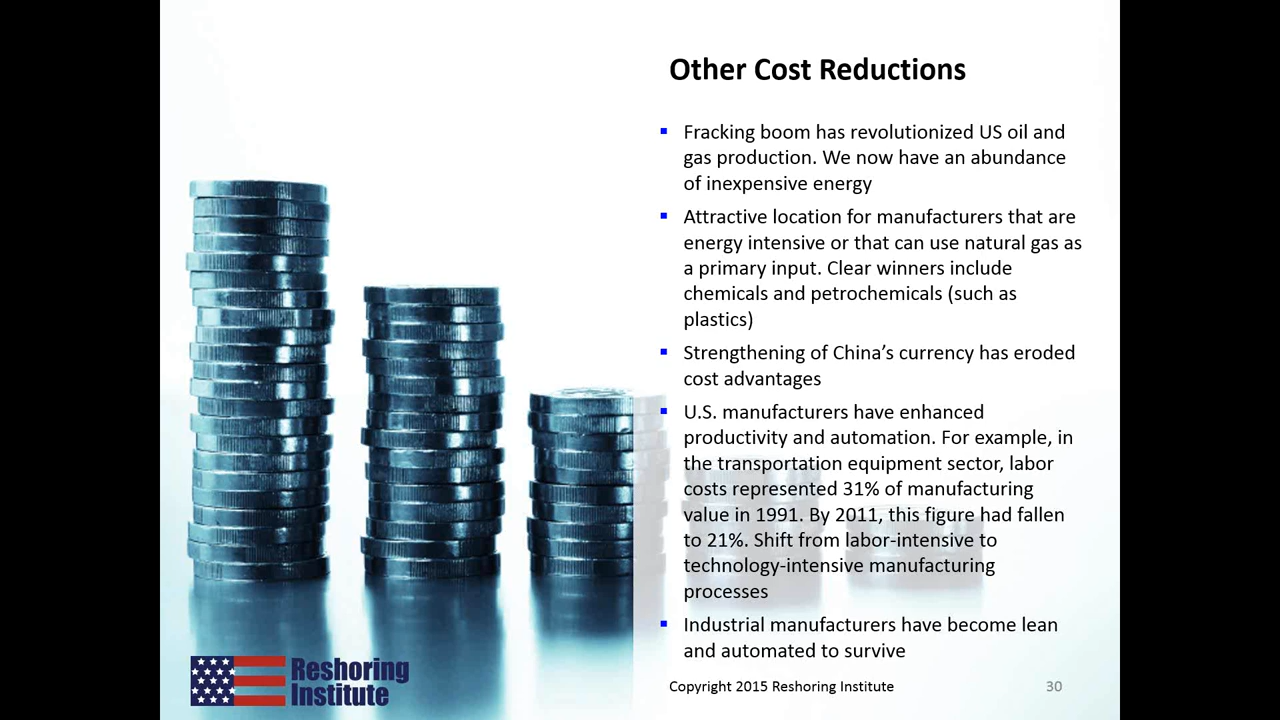 Other Cost Reductions
Fracking boom has revolutionized US oil and
gas production. We now have an abundance
of inexpensive energy
Attractive location for manufacturers that are
energy intensive or that can use natural gas as
a primary input. Clear winners include
chemicals and petrochemicals (such as
plastics)
Strengthening of China’s currency has eroded
cost advantages
U.S. manufacturers have enhanced
productivity and automation. For example, in
the transportation equipment sector, labor
costs represented 31% of manufacturing
value in 1991. By 2011, this figure had fallen
to 21%. Shift from labor-intensive to
technology-intensive manufacturing
processes
Industrial manufacturers have become lean
and automated to survive
Reshoring
Institute
Copyright 2015 Reshoring Institute
30